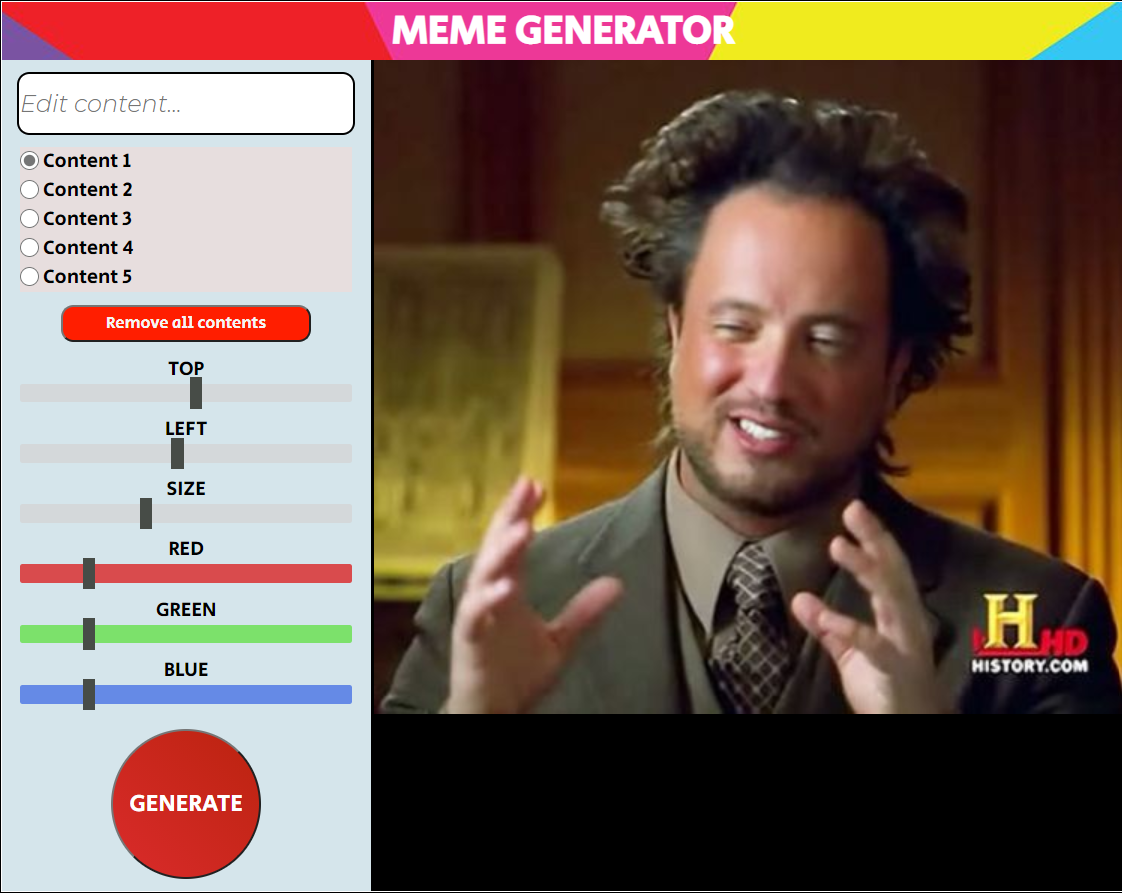 MEME GENERATOR
Edit content...
Content 1
Content 2
Content 3
Content 4
Content 5
Remove all contents
TOP
LEFT
SIZE
RED
GREEN
BLUE
GENERATE
H HD
HISTORY.COM